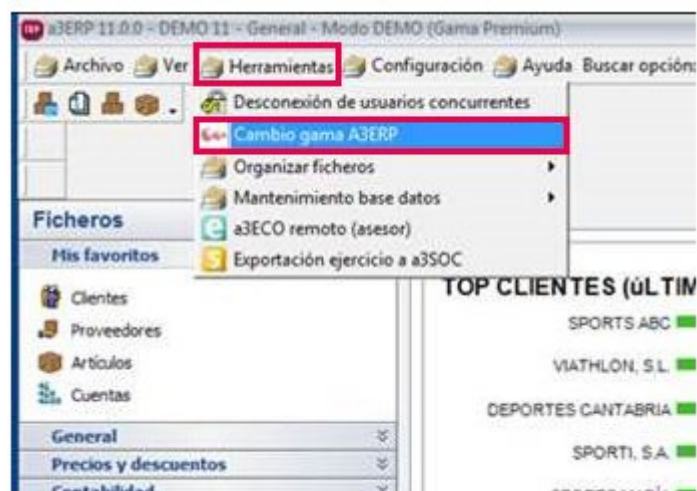 a3ERP 11.0.0 - DEMO 11 - General - Modo DEMO (Gama Premium)
Archivo Ver Herramientas Configuración Ayuda Buscar opción:
Desconexión de usuarios concurrentes
Cambio gama A3ERP
Organizar ficheros
Mantenimiento base datos
a3ECO remoto (asesor)
Exportación ejercicio a a3SOC
Ficheros
Mis favoritos
Clientes
Proveedores
Artículos
Cuentas
General
Precios y descuentos
Contabilidad
TOP CLIENTES (úLTIM
SPORTS ABC
VIATHLON, S.L.
DEPORTES CANTABRIA
SPORTI, S.A.